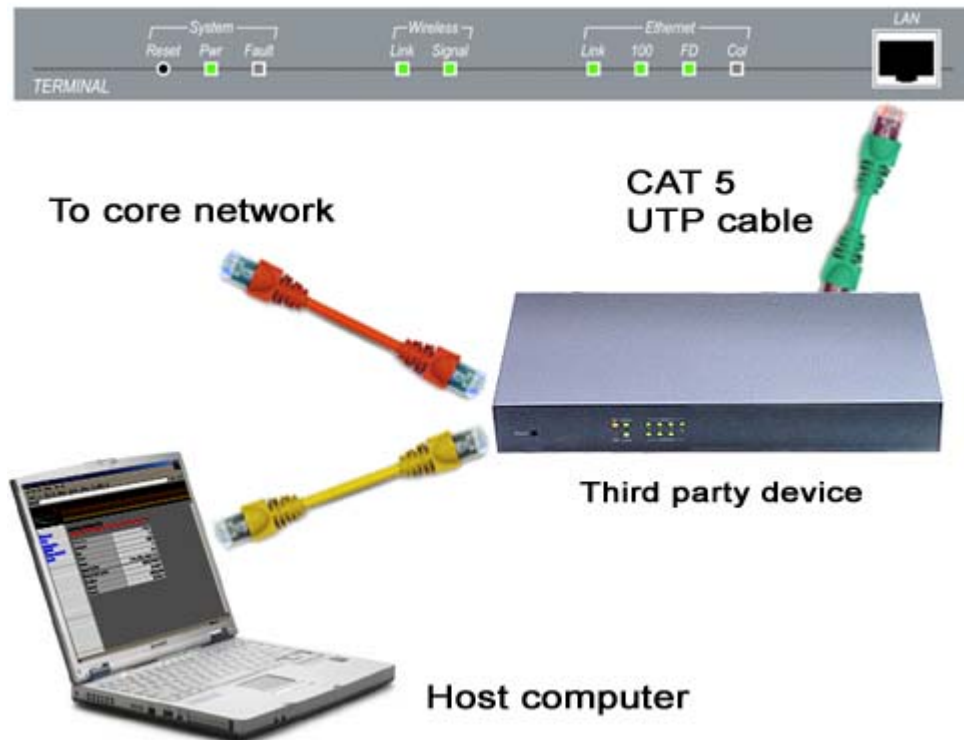 System
Wireless
Ethernet
LAN
Reset Pwr Fault
Link Signal
Link 100 FD Col
TERMINAL
CAT 5
UTP cable
To core network
Third party device
Host computer